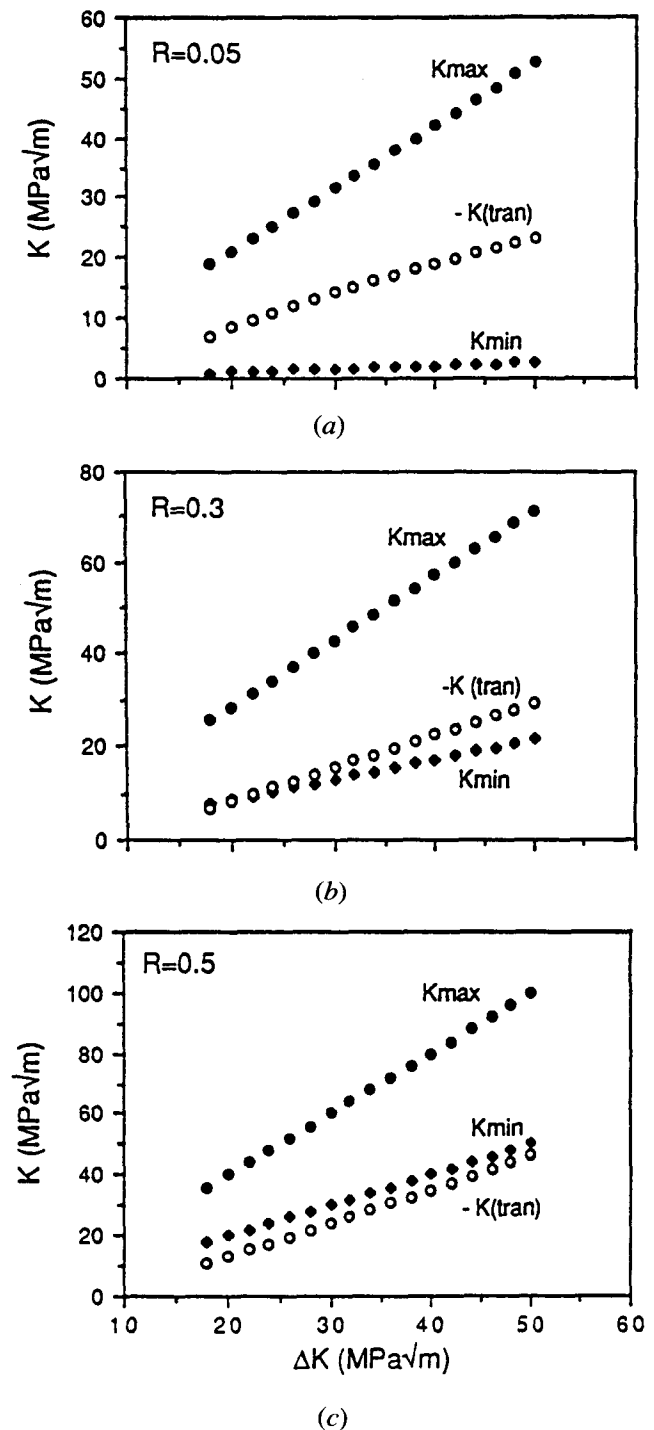 60
50
40
30
20
10
0
K (MPa√m)
R=0.05
Kmax
- K(tran)
Kmin
(a)
80
60
40
20
0
K (MPa√m)
R=0.3
Kmax
-K (tran)
Kmin
(b)
120
100
80
60
40
20
0
K (MPa√m)
R=0.5
Kmax
Kmin
- K(tran)
10 20 30 40 50 60
ΔK (MPa√m)
(c)